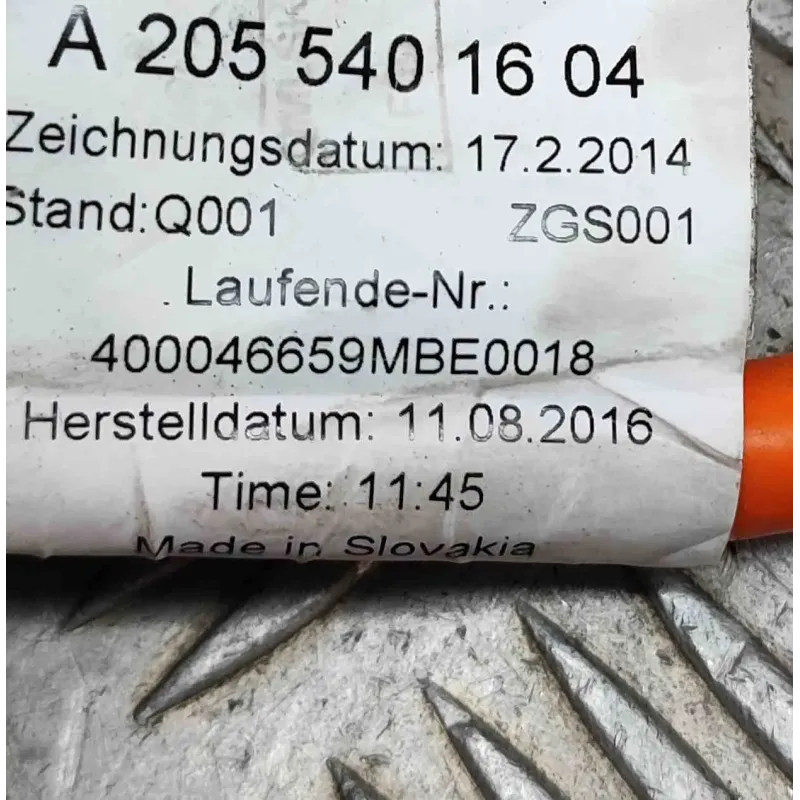 A 205 540 16 04
Zeichnungsdatum: 17.2.2014
Stand:Q001 ZGS001
. Laufende-Nr.:
400046659MBE0018
Herstelldatum: 11.08.2016
Time: 11:45
Made in Slovakia